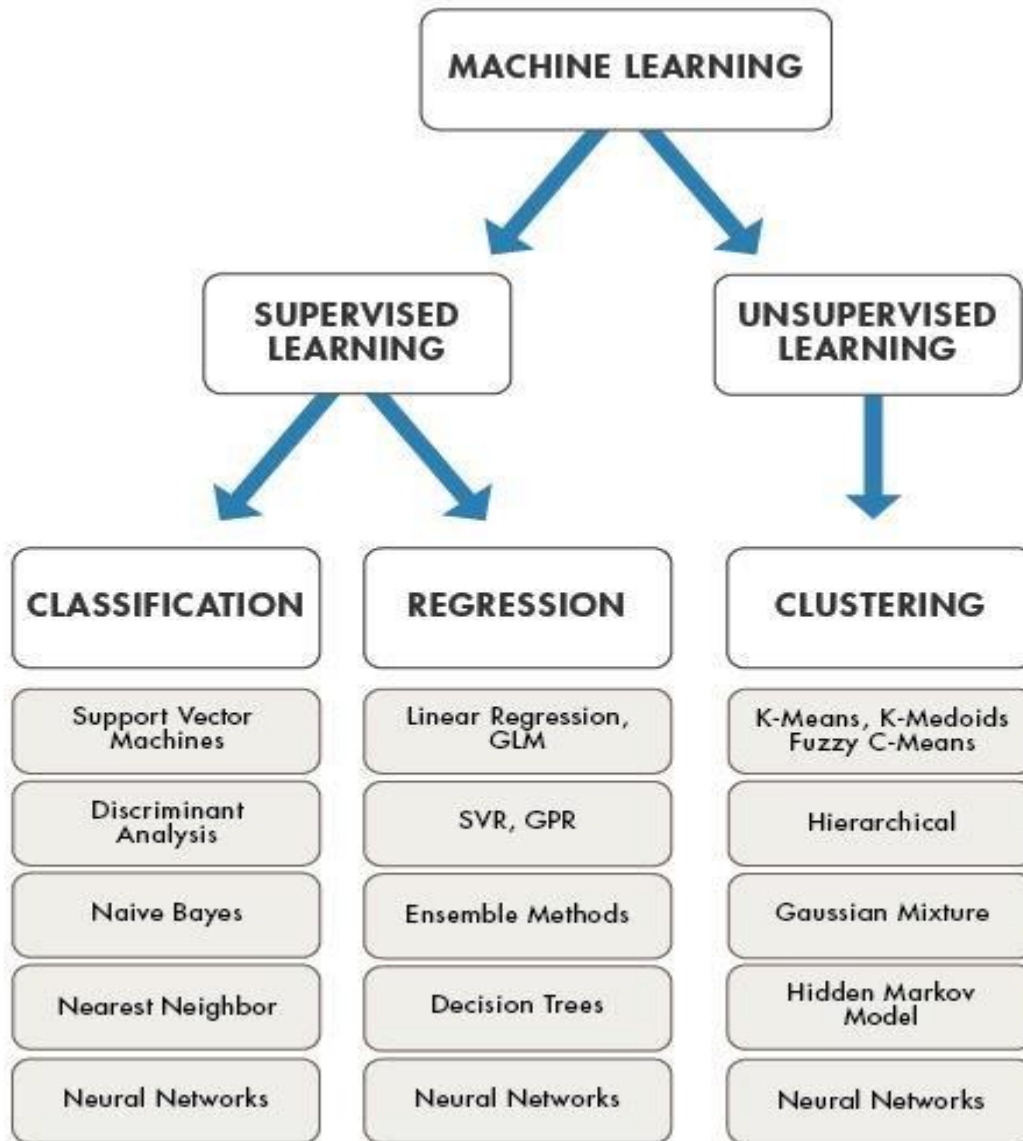 MACHINE LEARNING
SUPERVISED
LEARNING
UNSUPERVISED
LEARNING
CLASSIFICATION
REGRESSION
CLUSTERING
Support Vector
Machines
Discriminant
Analysis
Naive Bayes
Nearest Neighbor
Neural Networks
Linear Regression,
GLM
SVR, GPR
Ensemble Methods
Decision Trees
Neural Networks
K-Means, K-Medoids
Fuzzy C-Means
Hierarchical
Gaussian Mixture
Hidden Markov
Model
Neural Networks